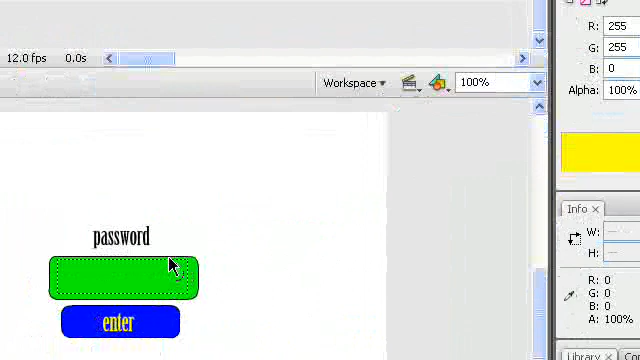 R: 255
12.0 fps 0.0s
G: 255
B: 0
Workspace 100%
Alpha: 100%
Info
W:
H:
password
R: 0
G: 0
B: 0
A: 100%
enter
Library